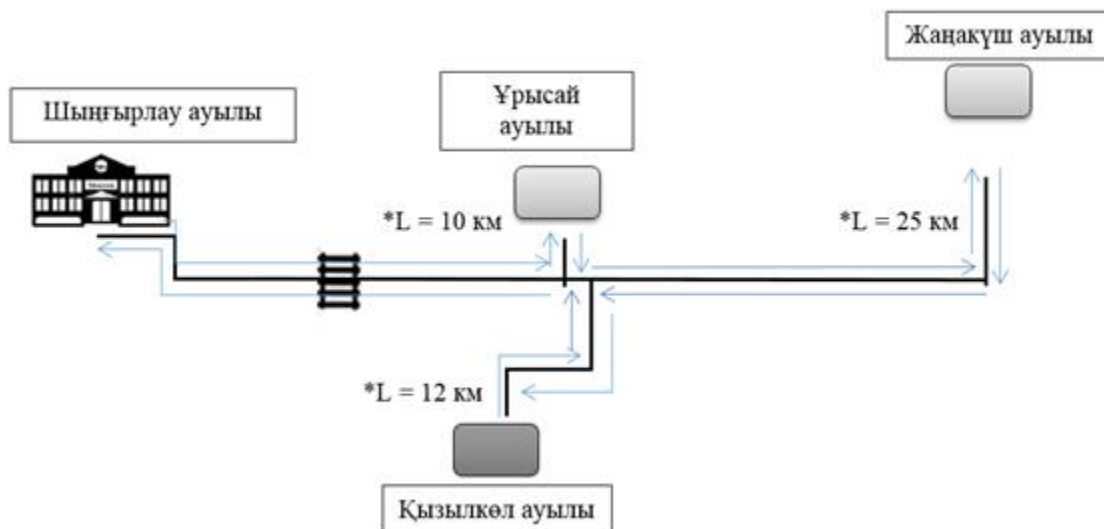 Жаңакүш ауылы
Шыңғырлау ауылы
Ұрысай
ауылы
*L = 10 км
*L = 25 км
*L = 12 км
Қызылкөл ауылы